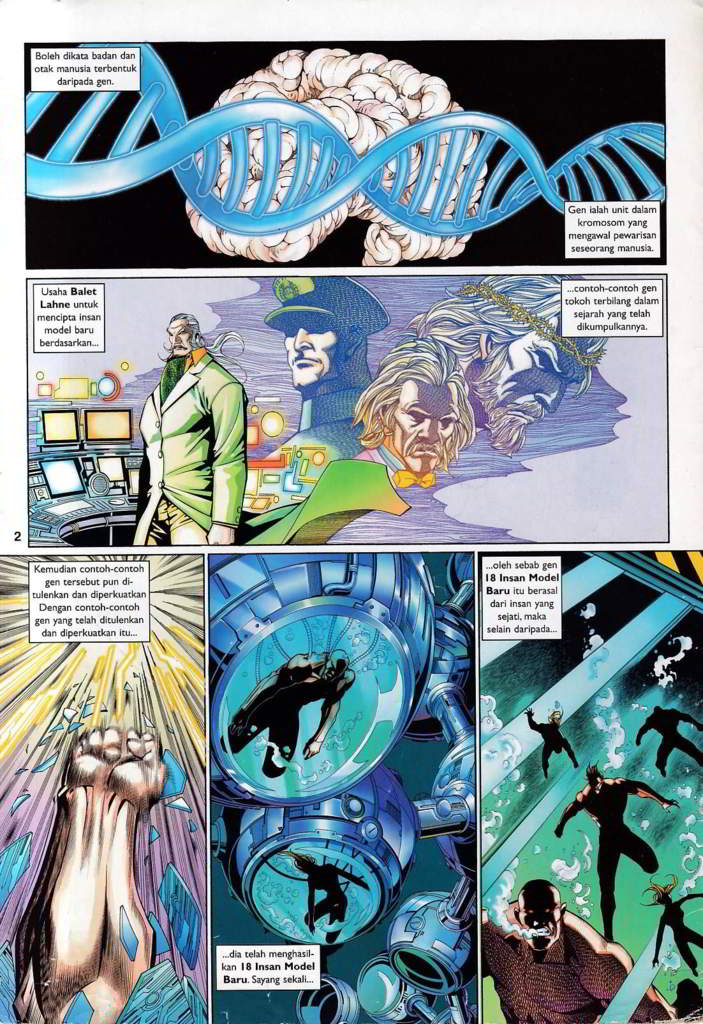 Boleh dikata badan dan
otak manusia terbentuk
daripada gen.
Gen ialah unit dalam
kromosom yang
mengawal pewarisan
seseorang manusia.
Usaha Balet
Lahne untuk
mencipta insan
model baru
berdasarkan...
...contoh-contoh gen
tokoh terbilang dalam
sejarah yang telah
dikumpulkannya.
2
Kemudian contoh-contoh
gen tersebut pun di-
tulenkan dan diperkuatkan
Dengan contoh-contoh
gen yang telah ditulenkan
dan diperkuatkan itu...
...dia telah menghasil-
kan 18 Insan Model
Baru. Sayang sekali...
...oleh sebab gen
18 Insan Model
Baru itu berasal
dari insan yang
sejati, maka
selain daripada...